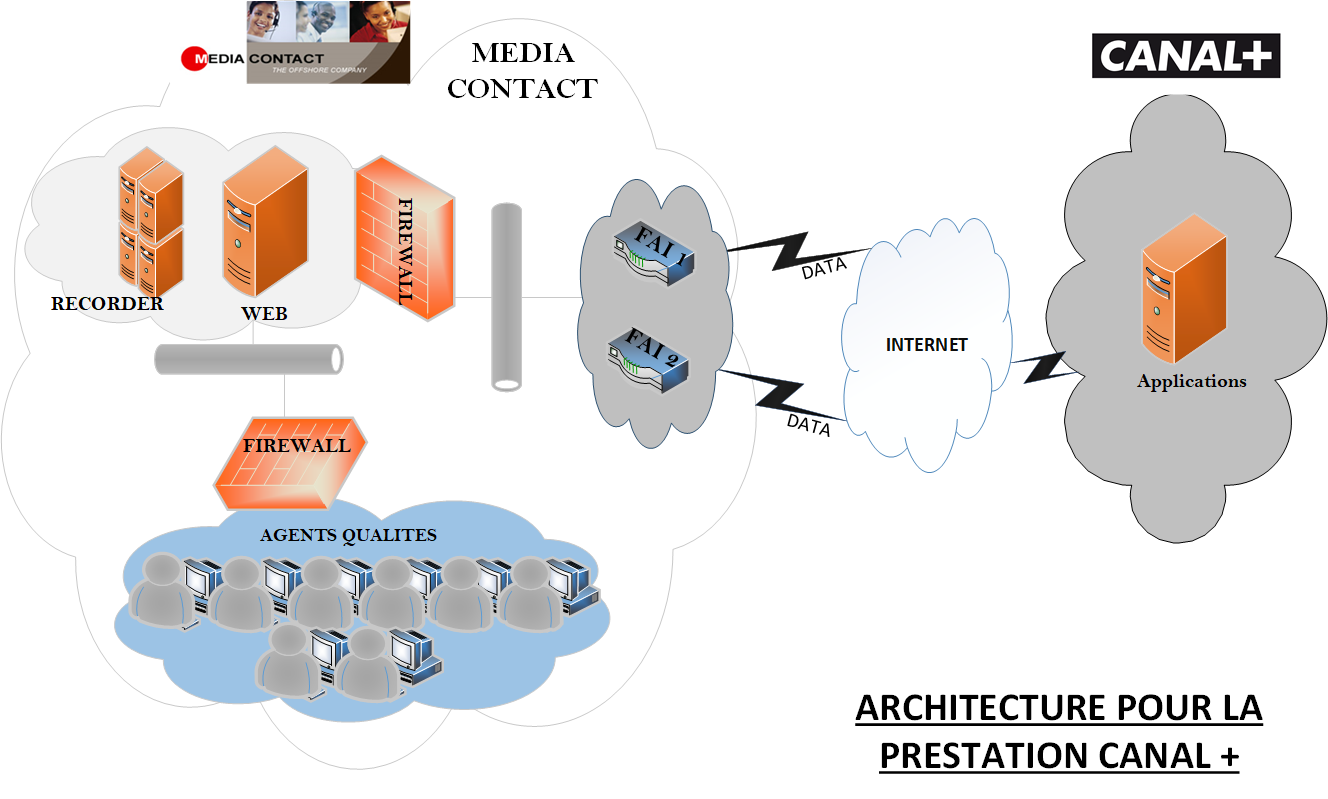 MEDIA CONTACT
THE OFFSHORE COMPANY
MEDIA
CONTACT
CANAL+
FIREWALL
FAI 1
RECORDER
WEB
DATA
INTERNET
FAI 2
Applications
DATA
FIREWALL
AGENTS QUALITES
ARCHITECTURE POUR LA
PRESTATION CANAL +